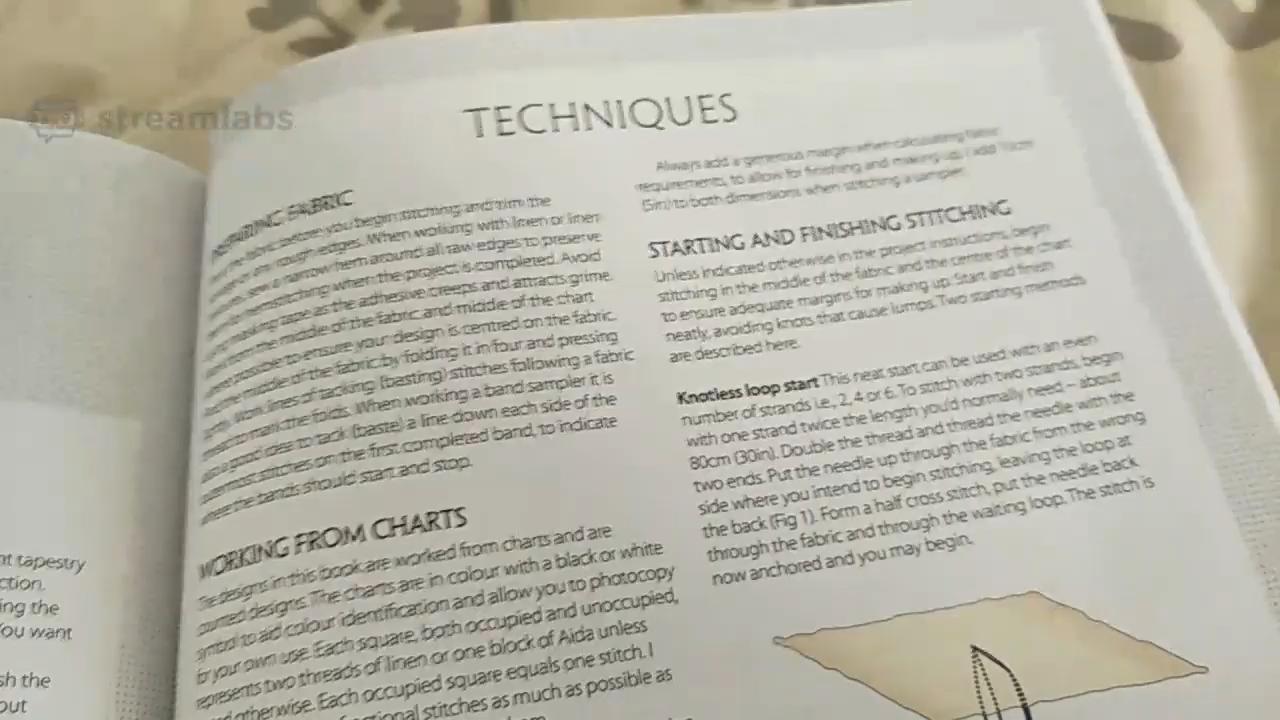 streamlabs
TECHNIQUES
FABRIC
before you begin stitching and trim the
rough edges. When working with linen or linen
sew a narrow hem around all raw edges to preserve
hemstitching when the project is completed. Avoid
masking tape as the adhesive creeps and attracts grime.
from the middle of the fabric and middle of the chart
possible to ensure your design is centred on the fabric.
middle of the fabric by folding it in four and pressing
Work lines of tacking (basting) stitches following a fabric
to mark the folds. When working a band sampler it is
a good idea to tack (baste) a line down each side of the
stitches on the first completed band, to indicate
where the bands should start and stop.
WORKING FROM CHARTS
The designs in this book are worked from charts and are
counted designs. The charts are in colour with a black or white
symbol to aid colour identification and allow you to photocopy
for your own use. Each square, both occupied and unoccupied,
represents two threads of linen or one block of Aida unless
otherwise. Each occupied square equals one stitch. I
stitches as much as possible as
Always add a generous margin when calculating fabric
requirements, to allow for finishing and making up. I add
(5in) to both dimensions when stitching a sampler.
STARTING AND FINISHING STITCHING
Unless indicated otherwise in the project instructions, begin
stitching in the middle of the fabric and the centre of the chart
to ensure adequate margins for making up. Start and finish
neatly, avoiding knots that cause lumps. Two starting methods
are described here.
Knotless loop start This neat start can be used with an even
number of strands i.e., 2, 4 or 6. To stitch with two strands, begin
with one strand twice the length you'd normally need – about
80cm (30in). Double the thread and thread the needle with the
two ends. Put the needle up through the fabric from the wrong
side where you intend to begin stitching, leaving the loop at
the back (Fig 1). Form a half cross stitch, put the needle back
through the fabric and through the waiting loop. The stitch is
now anchored and you may begin.
tapestry
ing the
You want
the